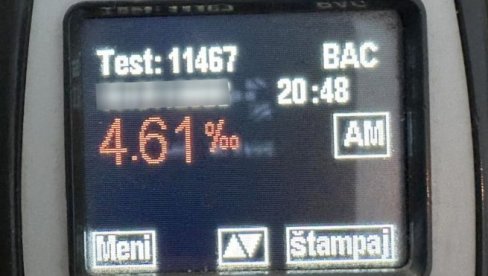 Test: 11467 BAC
20:48
4.61‰ AM
Meni ▲▼ štampaj